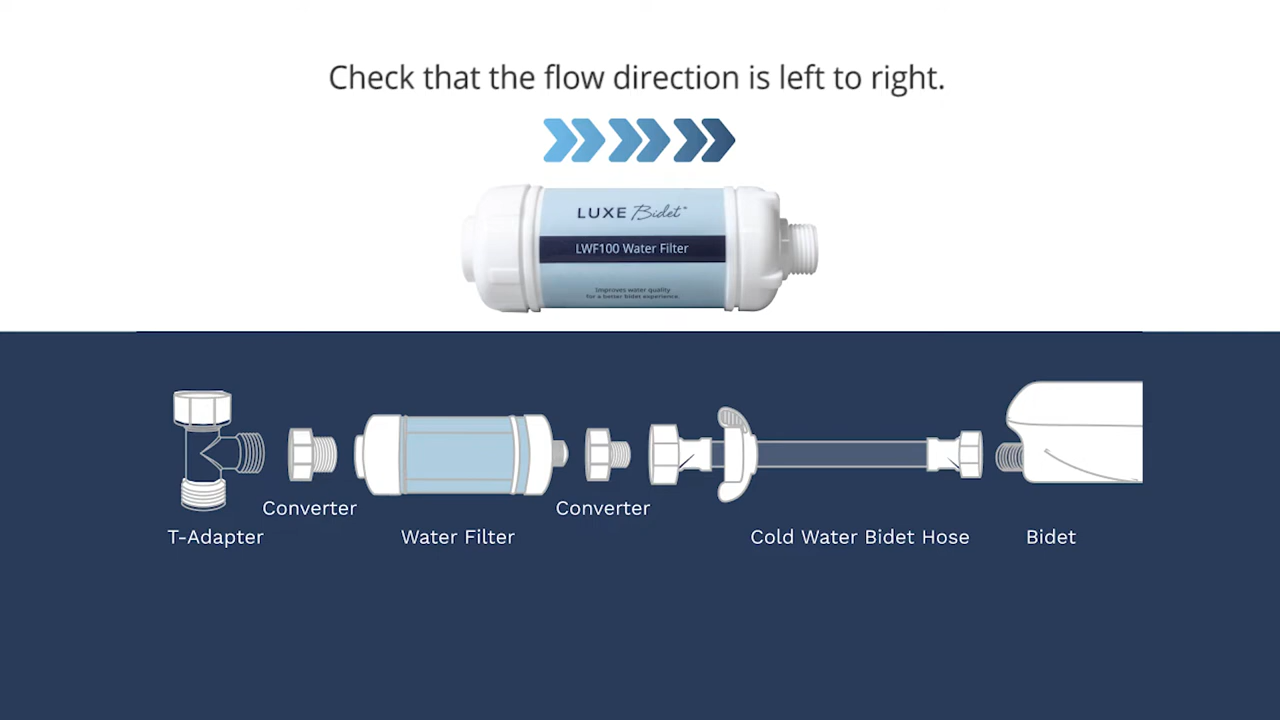 Check that the flow direction is left to right.
LUXE Bidet™
LWF100 Water Filter
Improves water quality
for a better bidet experience.
Converter
Converter
T-Adapter
Water Filter
Cold Water Bidet Hose
Bidet